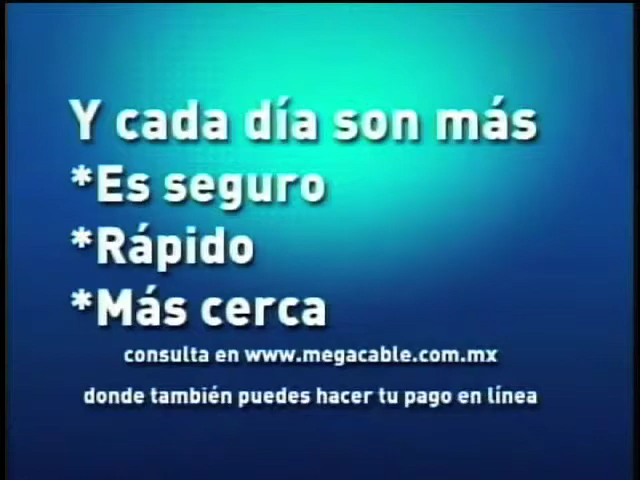 Y cada día son más
*Es seguro
*Rápido
*Más cerca
consulta en www.megacable.com.mx
donde también puedes hacer tu pago en línea